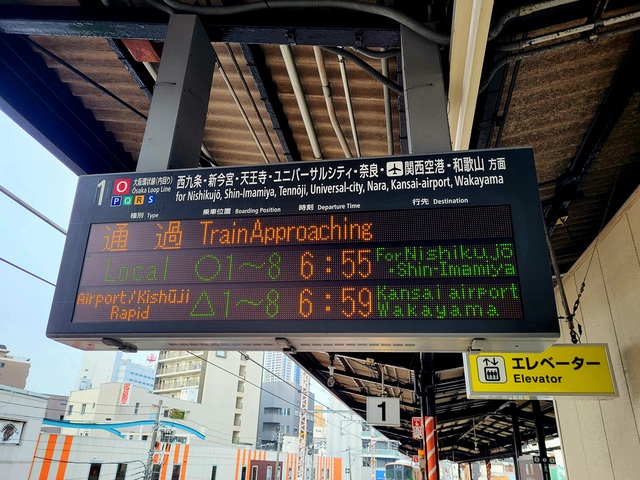 1 O 大阪環状線(内回り) 西九条・新今宮・天王寺・ユニバーサルシティ・奈良・関西空港・和歌山 方面
Osaka Loop Line for Nishikujō, Shin-Imamiya, Tennōji, Universal-city, Nara, Kansai-airport, Wakayama
P Q R S
種別 Type 乗車位置 Boarding Position 時刻 Departure Time 行先 Destination
通過 Train Approaching
Local ○1〜8 6:55 For Nishikujō
・Shin-Imamiya
Airport/Kishūji Rapid △1〜8 6:59 Kansai airport
Wakayama
エレベーター
Elevator
1